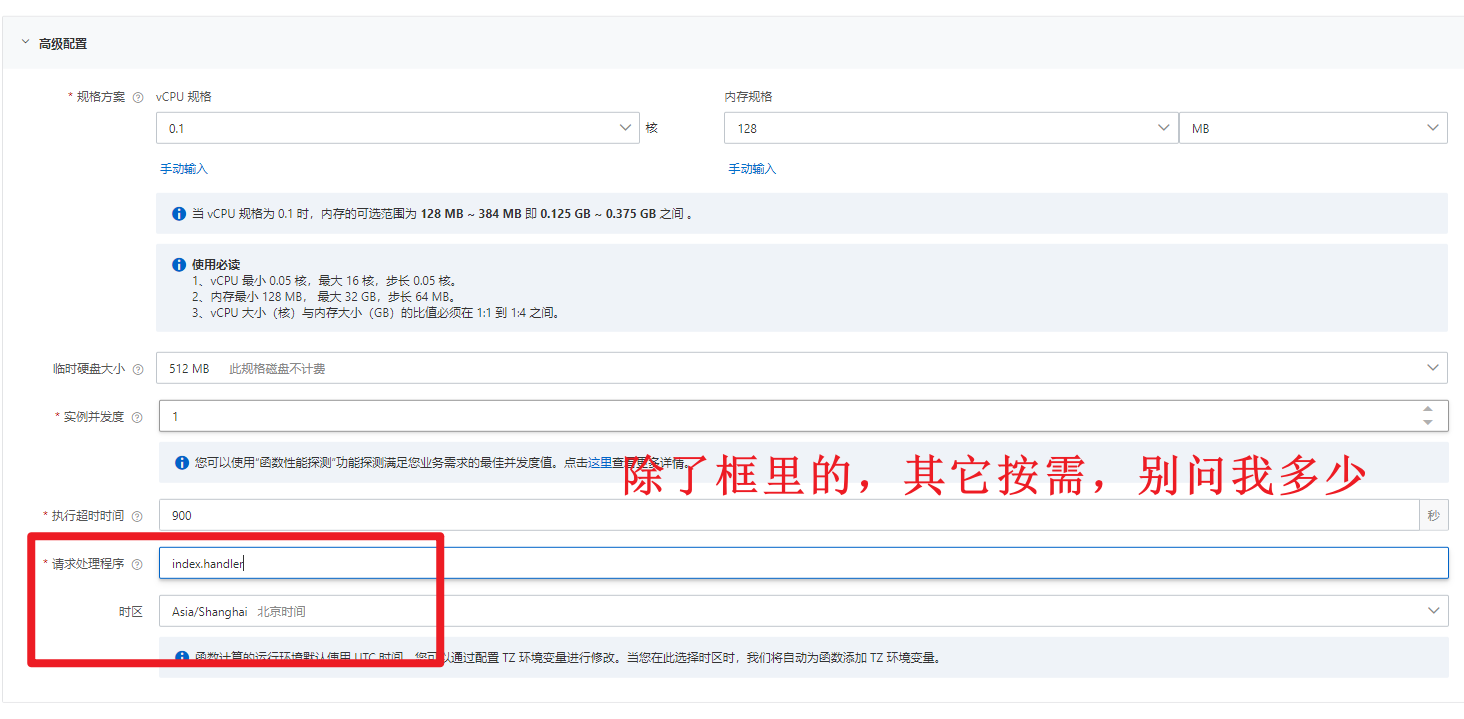 高级配置
* 规格方案 vCPU 规格 内存规格
0.1 核 128 MB
手动输入 手动输入
当 vCPU 规格为 0.1 时，内存的可选范围为 128 MB ~ 384 MB 即 0.125 GB ~ 0.375 GB 之间 。
使用必读
1、vCPU 最小 0.05 核，最大 16 核，步长 0.05 核。
2、内存最小 128 MB， 最大 32 GB，步长 64 MB。
3、vCPU 大小（核）与内存大小（GB）的比值必须在 1:1 到 1:4 之间。
临时硬盘大小 512 MB 此规格磁盘不计费
* 实例并发度 1
您可以使用“函数性能探测”功能探测满足您业务需求的最佳并发度值。点击这里查看更多详情。
除了框里的，其它按需，别问我多少
* 执行超时时间 900 秒
* 请求处理程序 index.handler
时区 Asia/Shanghai 北京时间
函数计算的运行环境默认使用 UTC 时间，您可以通过配置 TZ 环境变量进行修改。当您在此选择时区时，我们将自动为函数添加 TZ 环境变量。